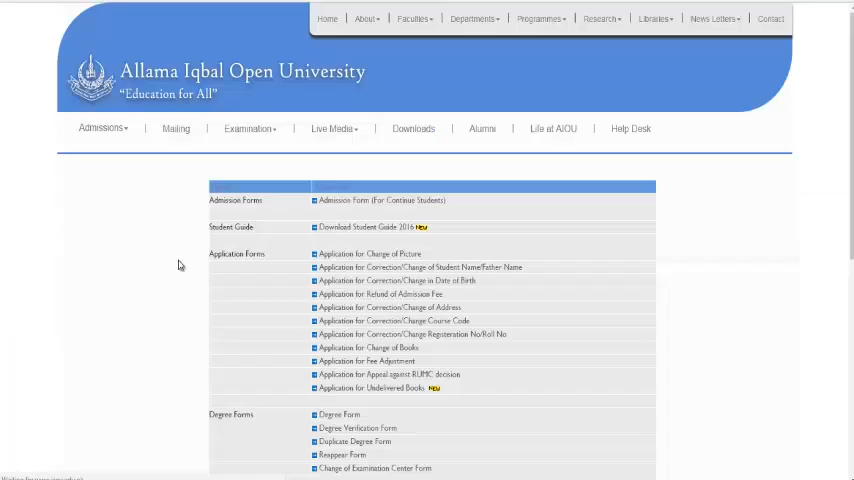 Home | About | Faculties | Departments | Programmes | Research | Libraries | News Letters | Contact
Allama Iqbal Open University
“Education for All”
Admissions | Mailing | Examination | Live Media | Downloads | Alumni | Life at AIOU | Help Desk
Admission Forms Admission Form (For Continue Students)
Student Guide Download Student Guide 2016 NEW
Application Forms Application for Change of Picture
Application for Correction/Change of Student Name/Father Name
Application for Correction/Change in Date of Birth
Application for Refund of Admission Fee
Application for Correction/Change of Address
Application for Correction/Change Course Code
Application for Correction/Change Registeration No/Roll No
Application for Change of Books
Application for Fee Adjustment
Application for Appeal against RUMC decision
Application for Undelivered Books NEW
Degree Forms Degree Form
Degree Verification Form
Duplicate Degree Form
Reappear Form
Change of Examination Center Form